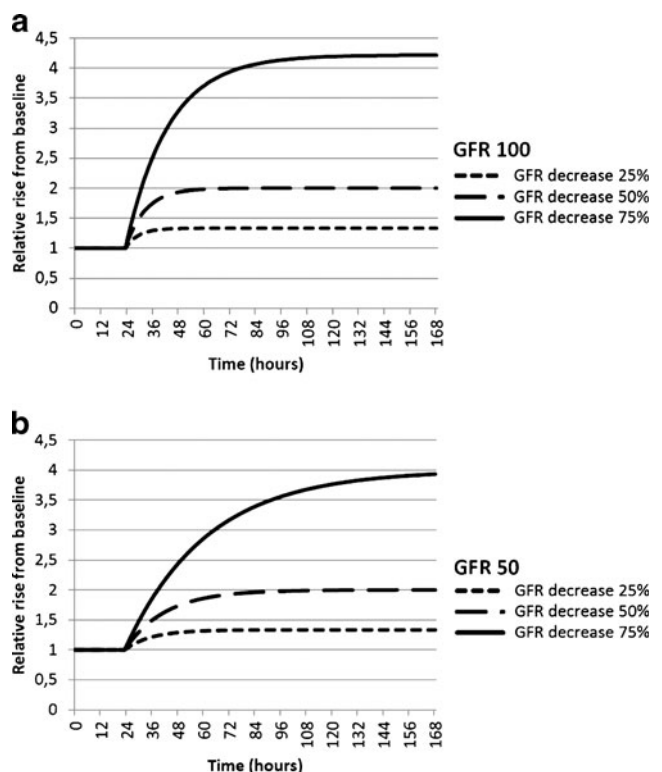 a
Relative rise from baseline
4,5
4
3,5
3
2,5
2
1,5
1
0,5
0
0 12 24 36 48 60 72 84 96 108 120 132 144 156 168
Time (hours)
GFR 100
GFR decrease 25%
GFR decrease 50%
GFR decrease 75%
b
Relative rise from baseline
4,5
4
3,5
3
2,5
2
1,5
1
0,5
0
0 12 24 36 48 60 72 84 96 108 120 132 144 156 168
Time (hours)
GFR 50
GFR decrease 25%
GFR decrease 50%
GFR decrease 75%